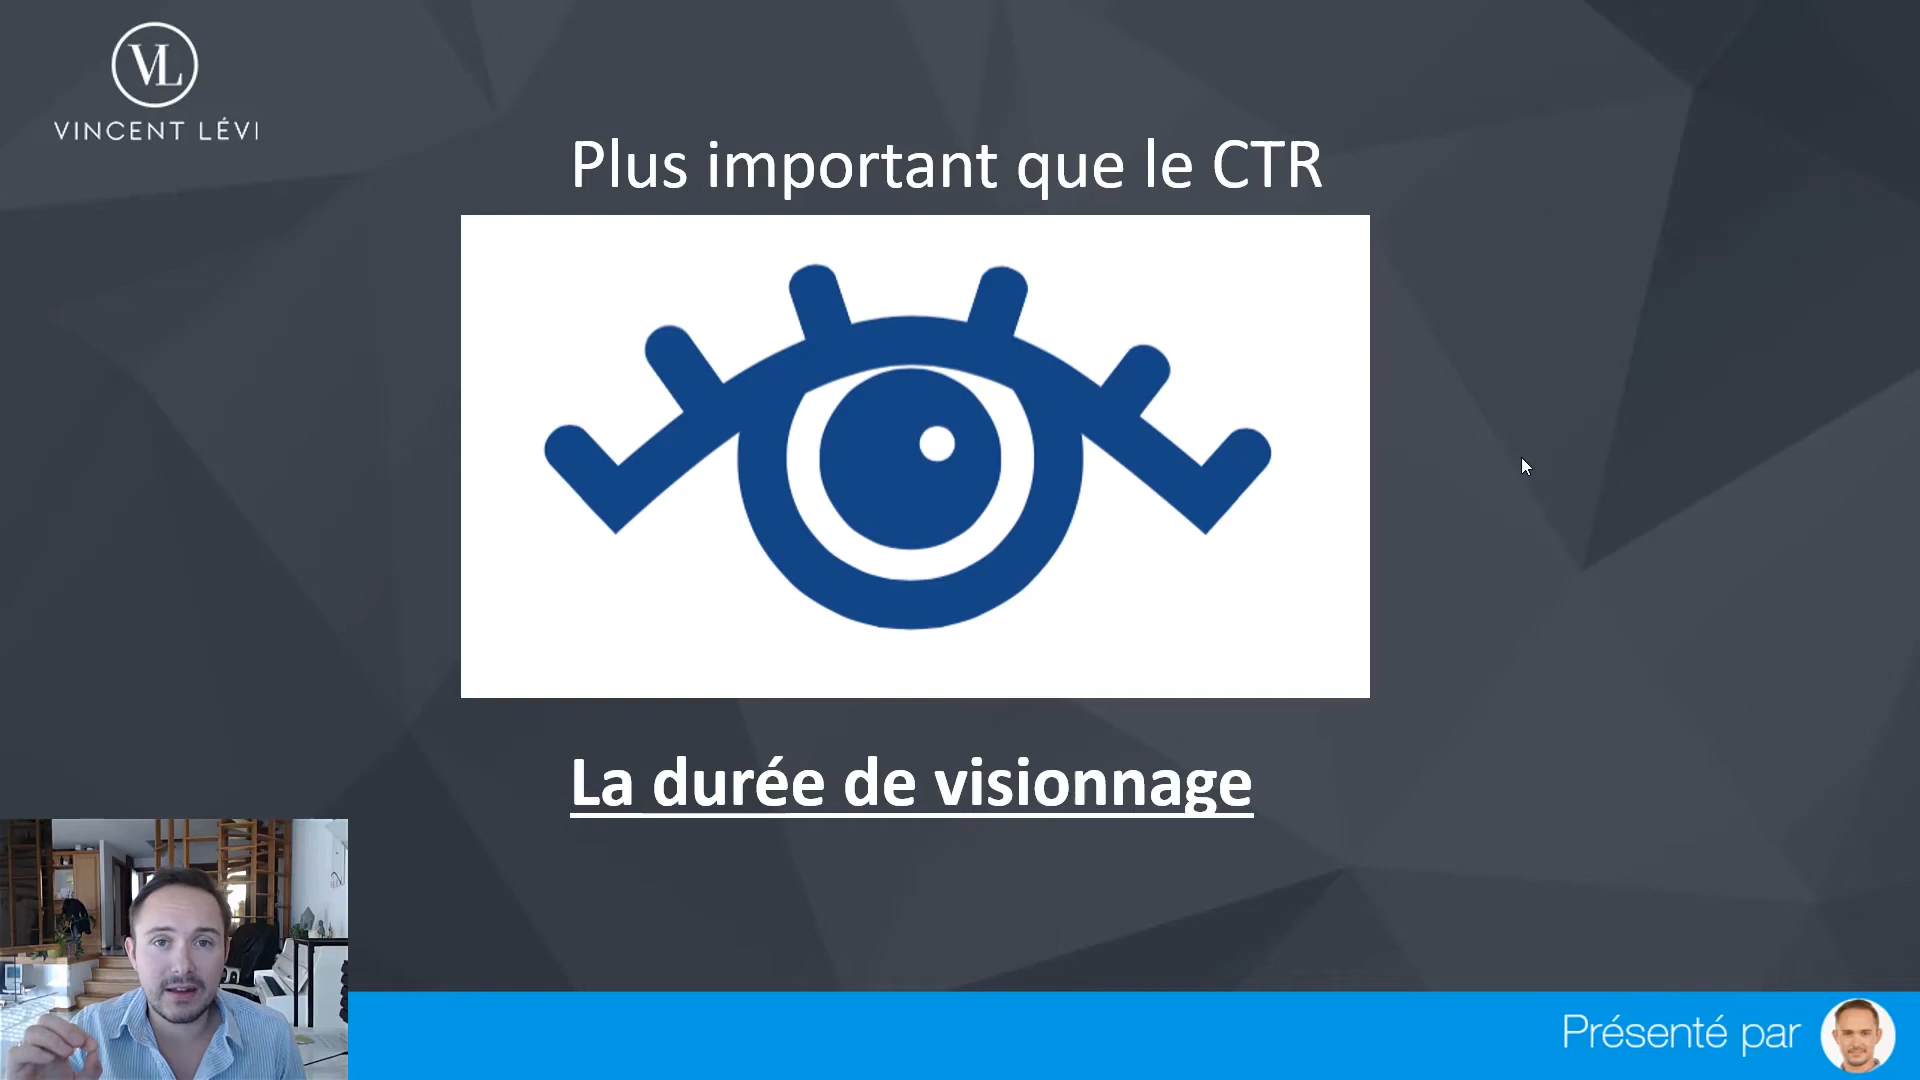 VL
VINCENT LÉVI
Plus important que le CTR
La durée de visionnage
Présenté par